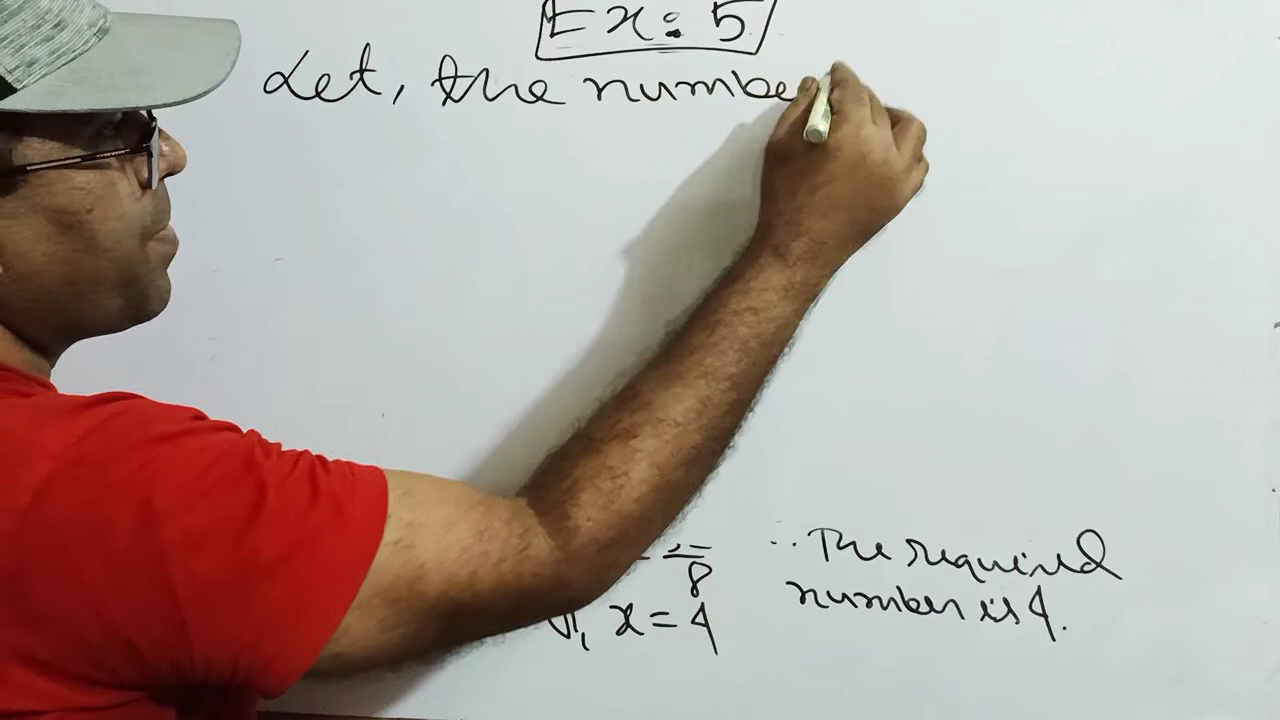 Ex: 5
Let, the numbe
8
∴ The required
x = 4
number is 4.